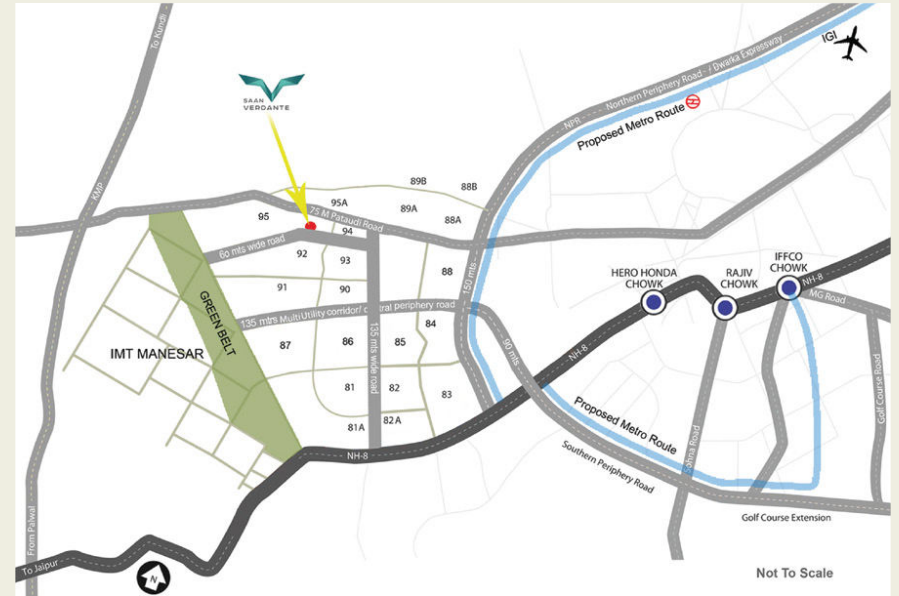 To Kundli
IGI
SAAN
VERDANTE
NPR
Northern Periphery Road - / Dwarka Expressway
Proposed Metro Route
KMP
89B
88B
95A
89A
88A
95
75 M Pataudi Road
94
60 mts wide road
92
93
88
150 mts
IFFCO
CHOWK
HERO HONDA
CHOWK
RAJIV
CHOWK
NH-8
MG Road
91
90
GREEN BELT
135 mtrs Multi Utility corridor/ central periphery road
84
135 mts wide road
90 mts
IMT MANESAR
87
86
85
NH-8
Golf Course Road
81
82
83
Proposed Metro Route
81A
82A
NH-8
Southern Periphery Road
Sohna Road
Golf Course Extension
From Palwal
To Jaipur
N
Not To Scale